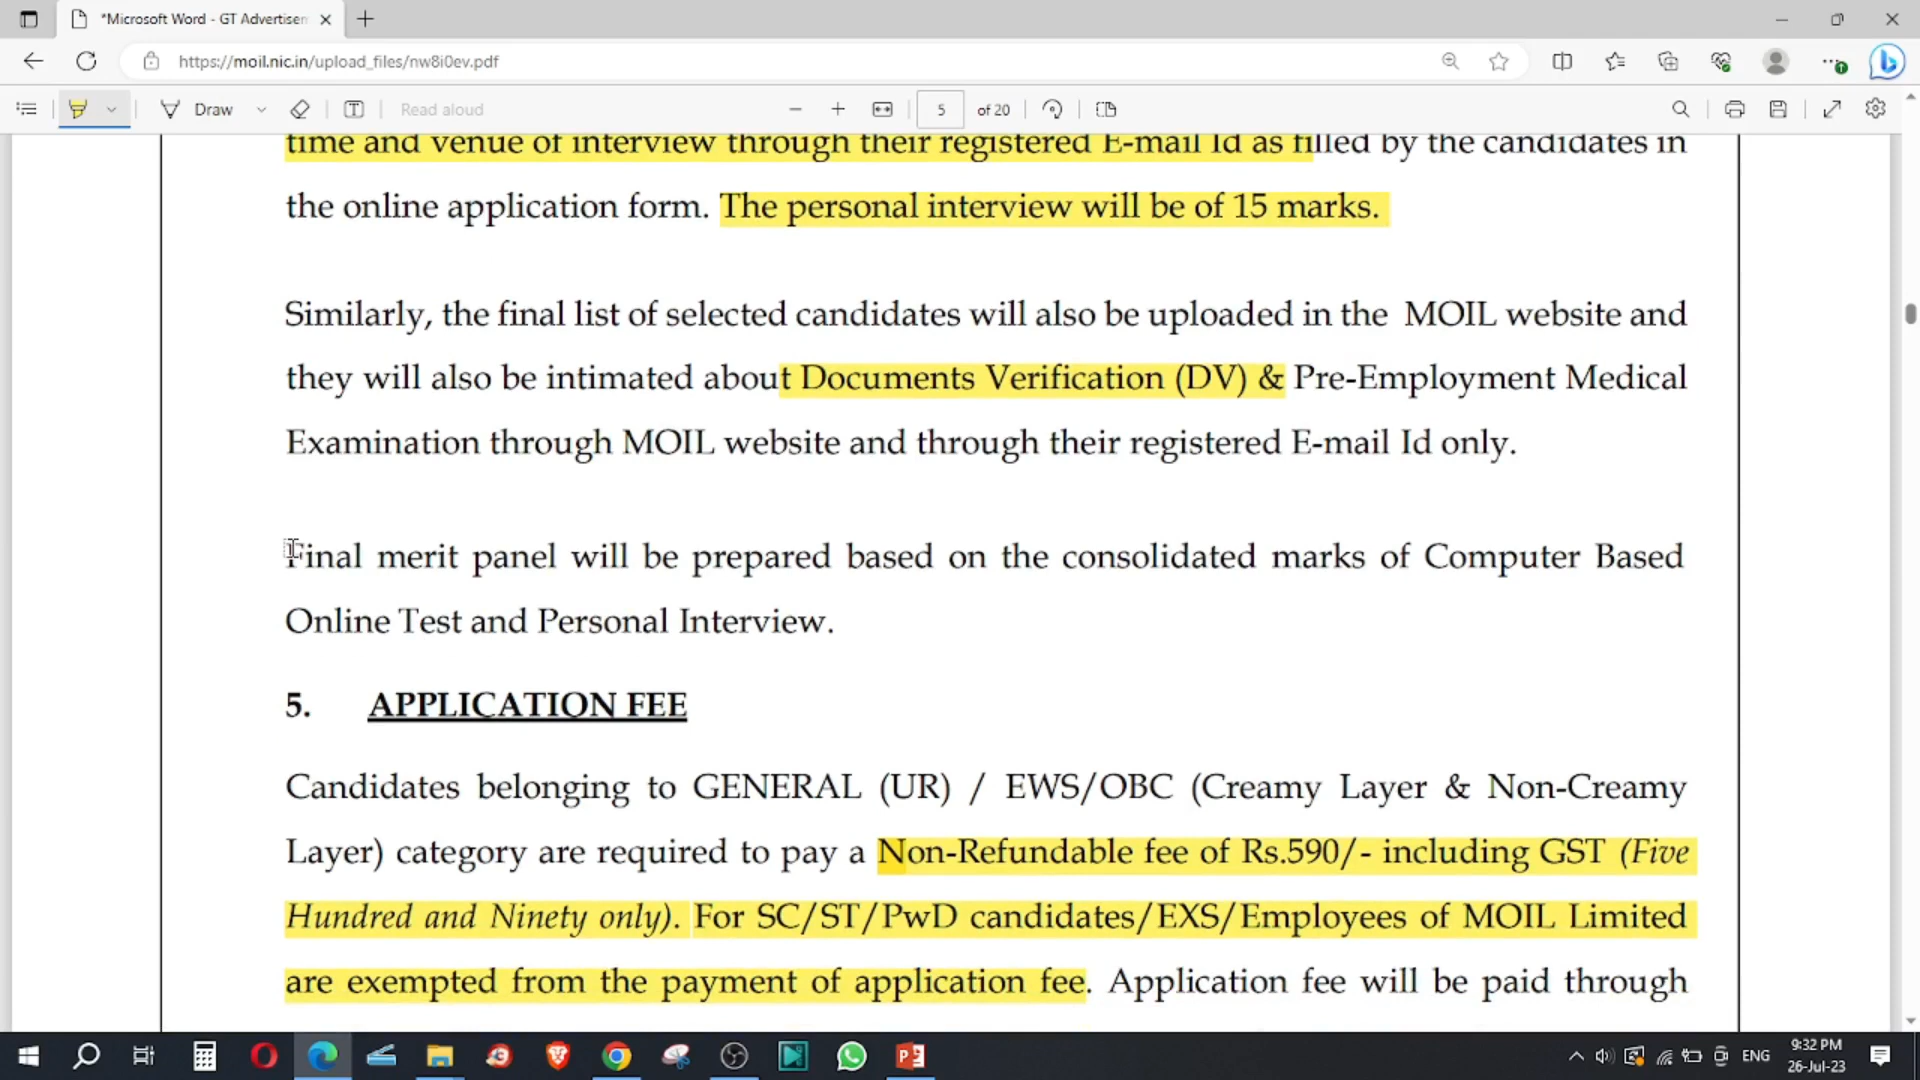 *Microsoft Word - GT Advertisem
https://moil.nic.in/upload_files/nw8i0ev.pdf
Draw
Read aloud
5 of 20
time and venue of interview through their registered E-mail Id as filled by the candidates in
the online application form. The personal interview will be of 15 marks.
Similarly, the final list of selected candidates will also be uploaded in the MOIL website and
they will also be intimated about Documents Verification (DV) & Pre-Employment Medical
Examination through MOIL website and through their registered E-mail Id only.
Final merit panel will be prepared based on the consolidated marks of Computer Based
Online Test and Personal Interview.
5. APPLICATION FEE
Candidates belonging to GENERAL (UR) / EWS/OBC (Creamy Layer & Non-Creamy
Layer) category are required to pay a Non-Refundable fee of Rs.590/- including GST (Five
Hundred and Ninety only). For SC/ST/PwD candidates/EXS/Employees of MOIL Limited
are exempted from the payment of application fee. Application fee will be paid through
ENG
9:32 PM
26-Jul-23